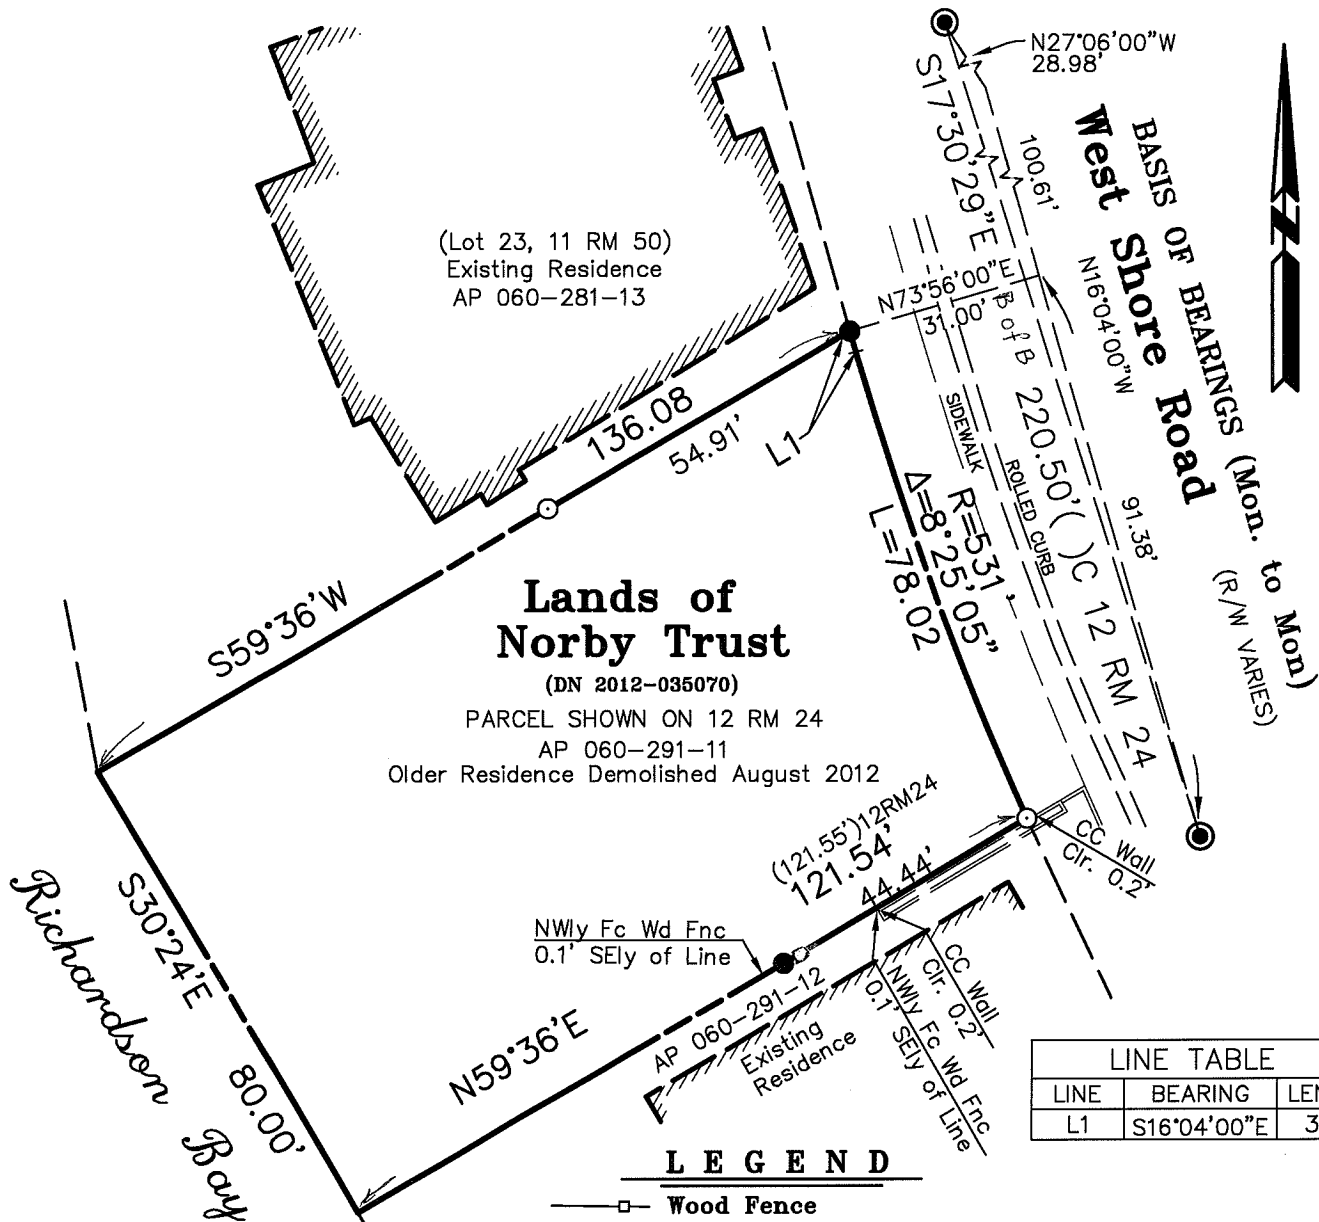 N27°06'00"W
28.98'
S17°30'29"E
100.61'
BASIS OF BEARINGS (Mon. to Mon)
West Shore Road
N16°04'00"W
(R/W VARIES)
N
(Lot 23, 11 RM 50)
Existing Residence
AP 060-281-13
N73°56'00"E
31.00'
B of B
220.50'( )C 12 RM 24
SIDEWALK
ROLLED CURB
91.38'
136.08
54.91'
L1
R=531'
Δ=8°25'05"
L=78.02
S59°36'W
Lands of
Norby Trust
(DN 2012-035070)
PARCEL SHOWN ON 12 RM 24
AP 060-291-11
Older Residence Demolished August 2012
(121.55')12RM24
121.54'
44.44'
CC Wall
Clr. 0.2'
NWly Fc Wd Fnc
0.1' SEly of Line
CC Wall
Clr. 0.2'
NWly Fc Wd Fnc
0.1' SEly of Line
AP 060-291-12
Existing
Residence
N59°36'E
S30°24'E
80.00'
Richardson Bay
LINE TABLE
LINE BEARING LEN
L1 S16°04'00"E 3
LEGEND
Wood Fence